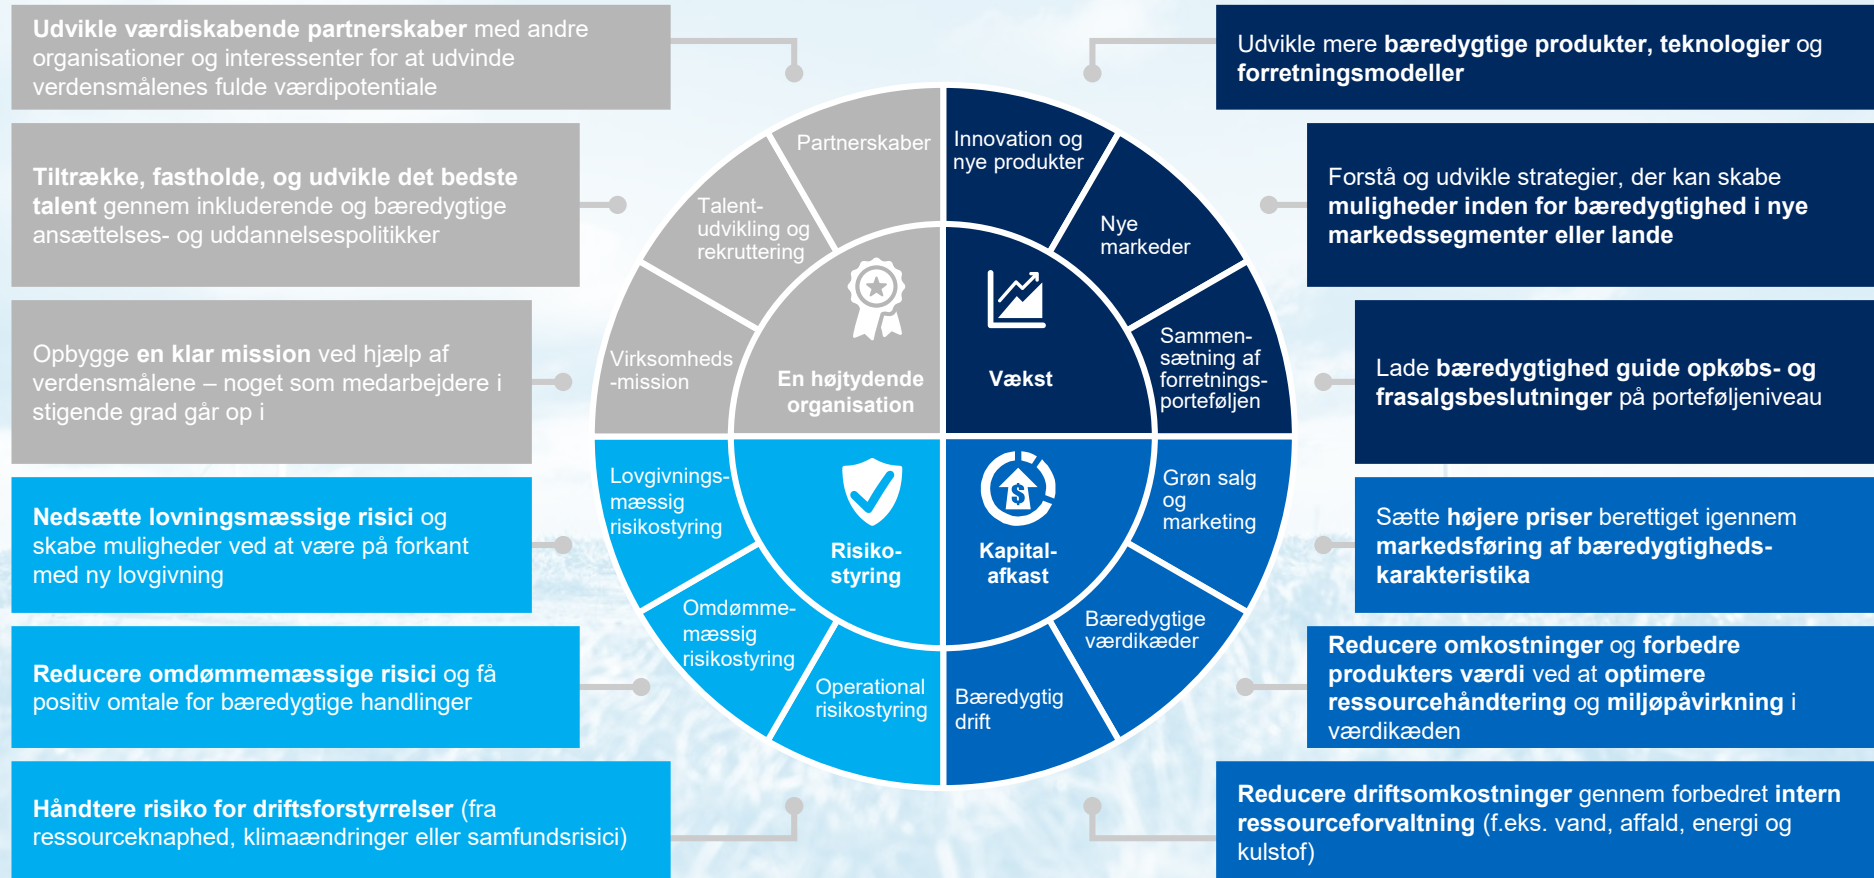 Udvikle værdiskabende partnerskaber med andre
organisationer og interessenter for at udvinde
verdensmålenes fulde værdipotentiale
Tiltrække, fastholde, og udvikle det bedste
talent gennem inkluderende og bæredygtige
ansættelses- og uddannelsespolitikker
Opbygge en klar mission ved hjælp af
verdensmålene – noget som medarbejdere i
stigende grad går op i
Nedsætte lovningsmæssige risici og
skabe muligheder ved at være på forkant
med ny lovgivning
Reducere omdømmemæssige risici og få
positiv omtale for bæredygtige handlinger
Håndtere risiko for driftsforstyrrelser (fra
ressourceknaphed, klimaændringer eller samfundsrisici)
Partnerskaber
Talent-
udvikling og
rekruttering
Virksomheds
-mission
En højtydende
organisation
Innovation og
nye produkter
Nye
markeder
Sammen-
sætning af
forretnings-
porteføljen
Vækst
Lovgivnings-
mæssig
risikostyring
Omdømme-
mæssig
risikostyring
Operational
risikostyring
Risiko-
styring
$
Kapital-
afkast
Grøn salg
og
marketing
Bæredygtige
værdikæder
Bæredygtig
drift
Udvikle mere bæredygtige produkter, teknologier og
forretningsmodeller
Forstå og udvikle strategier, der kan skabe
muligheder inden for bæredygtighed i nye
markedssegmenter eller lande
Lade bæredygtighed guide opkøbs- og
frasalgsbeslutninger på porteføljeniveau
Sætte højere priser berettiget igennem
markedsføring af bæredygtigheds-
karakteristika
Reducere omkostninger og forbedre
produkters værdi ved at optimere
ressourcehåndtering og miljøpåvirkning i
værdikæden
Reducere driftsomkostninger gennem forbedret intern
ressourceforvaltning (f.eks. vand, affald, energi og
kulstof)